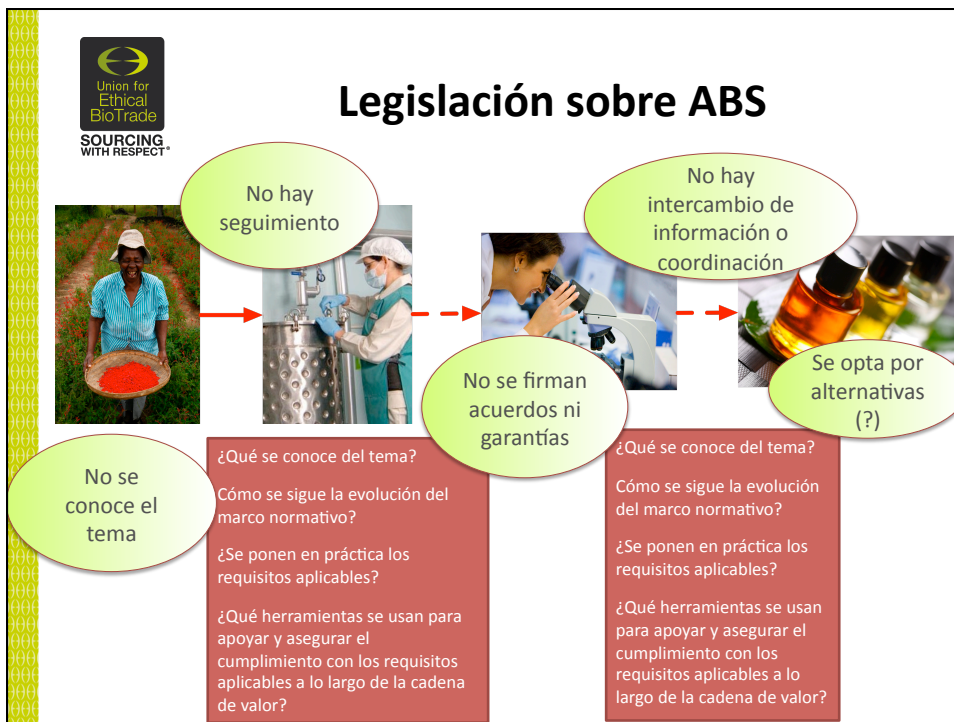 Union for
Ethical
BioTrade
SOURCING
WITH RESPECT®
Legislación sobre ABS
No hay
seguimiento
No hay
intercambio de
información o
coordinación
No se
conoce el
tema
No se firman
acuerdos ni
garantías
Se opta por
alternativas
(?)
¿Qué se conoce del tema?
Cómo se sigue la evolución del
marco normativo?
¿Se ponen en práctica los
requisitos aplicables?
¿Qué herramientas se usan para
apoyar y asegurar el
cumplimiento con los requisitos
aplicables a lo largo de la cadena
de valor?
¿Qué se conoce del tema?
Cómo se sigue la evolución
del marco normativo?
¿Se ponen en práctica los
requisitos aplicables?
¿Qué herramientas se usan
para apoyar y asegurar el
cumplimiento con los
requisitos aplicables a lo
largo de la cadena de valor?